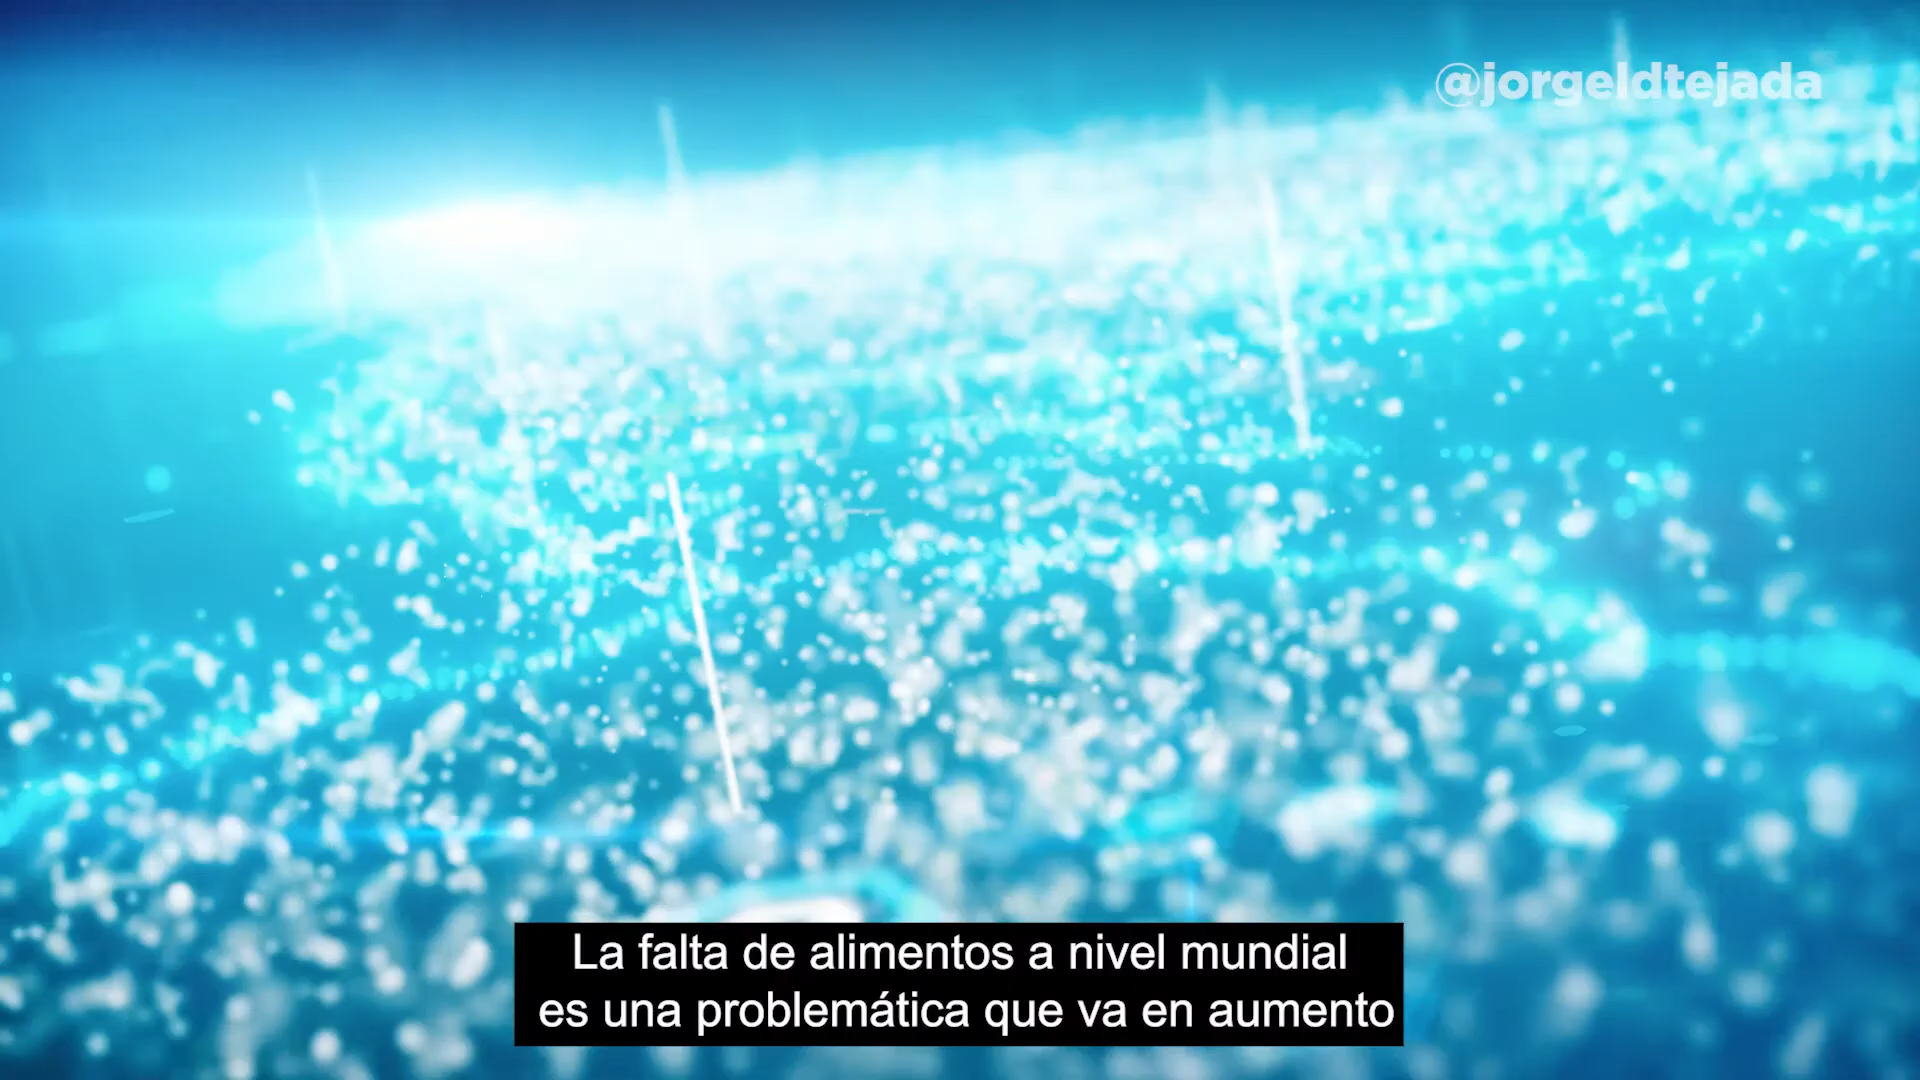 @jorgeldtejada
La falta de alimentos a nivel mundial
es una problemática que va en aumento